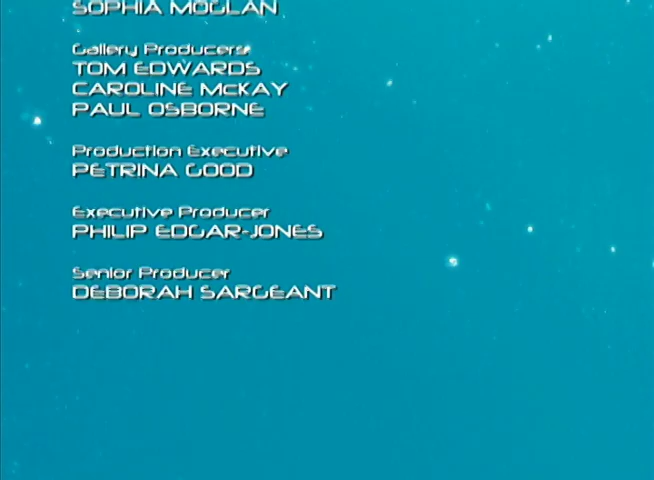 SOPHIA MOGLAN
Gallery Producers
TOM EDWARDS
CAROLINE McKAY
PAUL OSBORNE
Production Executive
PETRINA GOOD
Executive Producer
PHILIP EDGAR-JONES
Senior Producer
DEBORAH SARGEANT